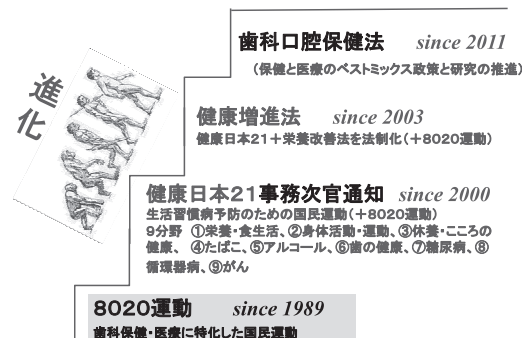 歯科口腔保健法 since 2011
(保健と医療のベストミックス政策と研究の推進)
進化
健康増進法 since 2003
健康日本21+栄養改善法を法制化(+8020運動)
健康日本21事務次官通知 since 2000
生活習慣病予防のための国民運動(+8020運動)
9分野 ①栄養・食生活、②身体活動・運動、③休養・こころの
健康、④たばこ、⑤アルコール、⑥歯の健康、⑦糖尿病、⑧
循環器病、⑨がん
8020運動 since 1989
歯科保健・医療に特化した国民運動